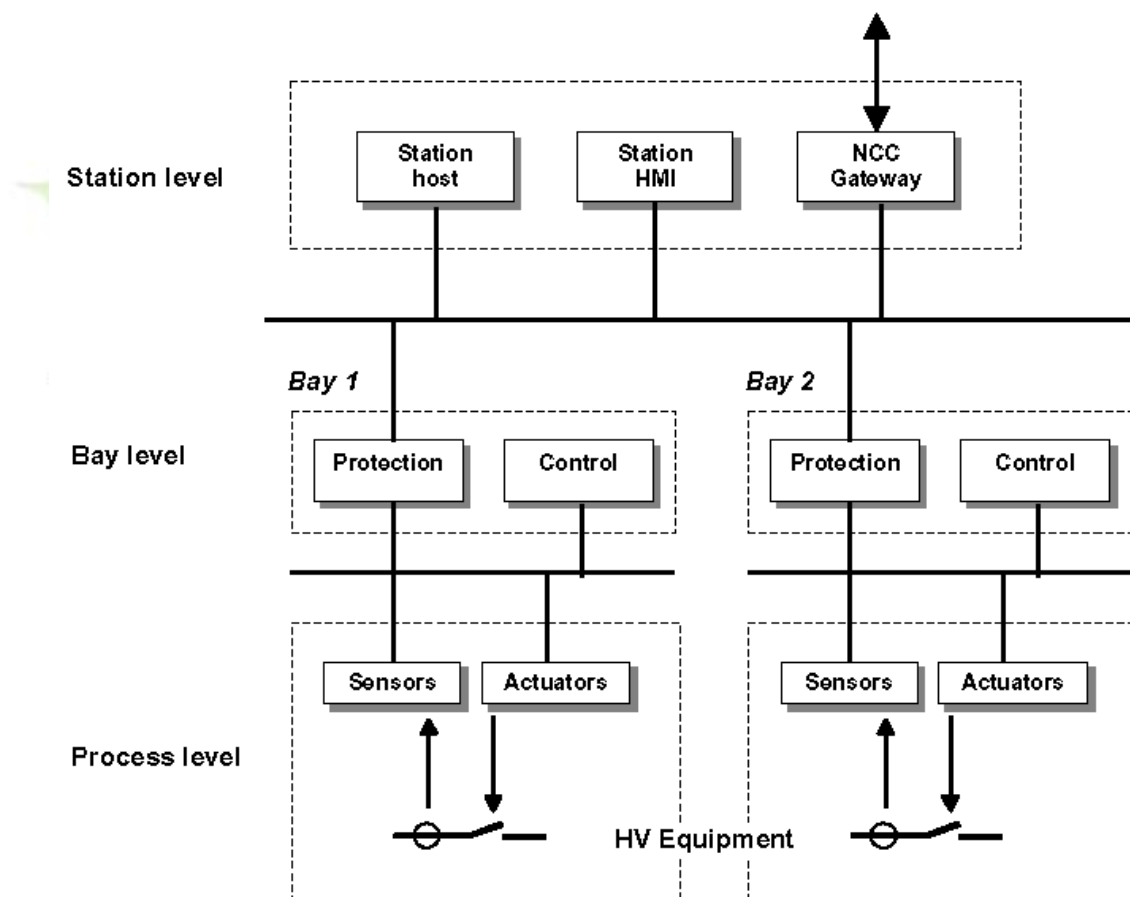 Station level
Station
host
Station
HMI
NCC
Gateway
Bay 1
Bay 2
Bay level
Protection
Control
Protection
Control
Sensors
Actuators
Sensors
Actuators
Process level
HV Equipment